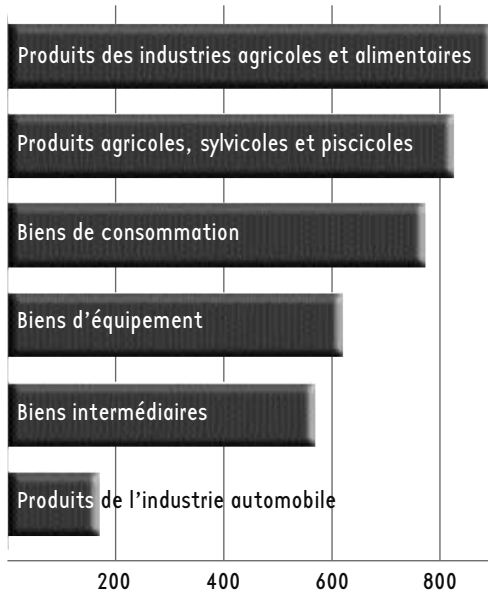 Produits des industries agricoles et alimentaires
Produits agricoles, sylvicoles et piscicoles
Biens de consommation
Biens d’équipement
Biens intermédiaires
Produits de l’industrie automobile
200 400 600 800